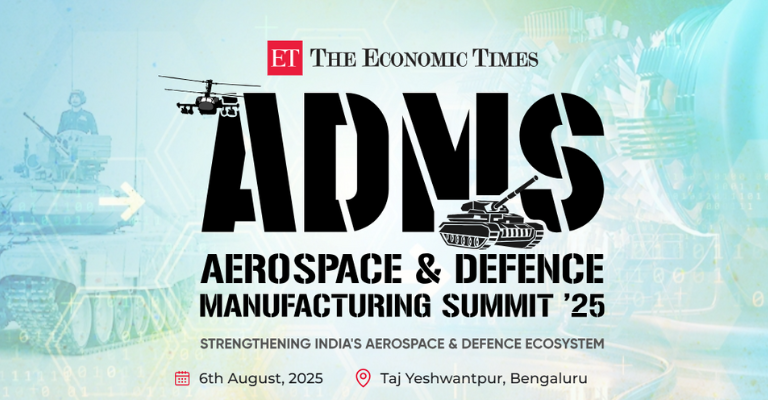 ET THE ECONOMIC TIMES
ADMS
AEROSPACE & DEFENCE
MANUFACTURING SUMMIT ’25
STRENGTHENING INDIA'S AEROSPACE & DEFENCE ECOSYSTEM
6th August, 2025 Taj Yeshwantpur, Bengaluru